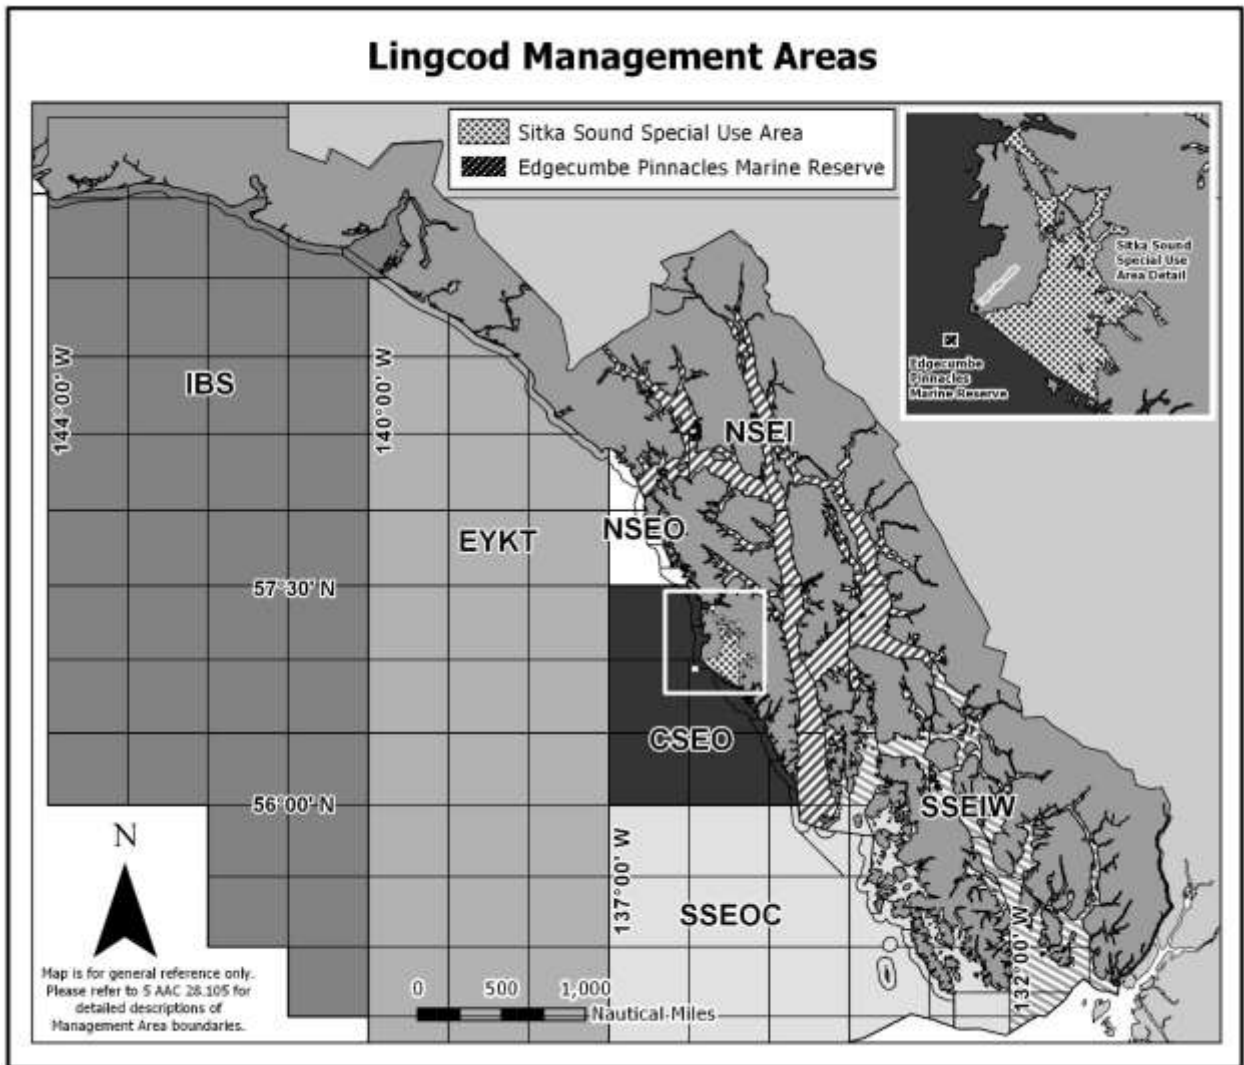 Lingcod Management Areas
Sitka Sound Special Use Area
Edgecumbe Pinnacles Marine Reserve
Sitka Sound
Special Use
Area Detail
Edgecumbe
Pinnacles
Marine Reserve
144°00' W
IBS
140°00' W
NSEI
EYKT
NSEO
57°30' N
CSEO
56°00' N
SSEIW
N
137°00' W
SSEOC
132°00' W
Map is for general reference only.
Please refer to 5 AAC 28.105 for
detailed descriptions of
Management Area boundaries.
0 500 1,000
Nautical Miles